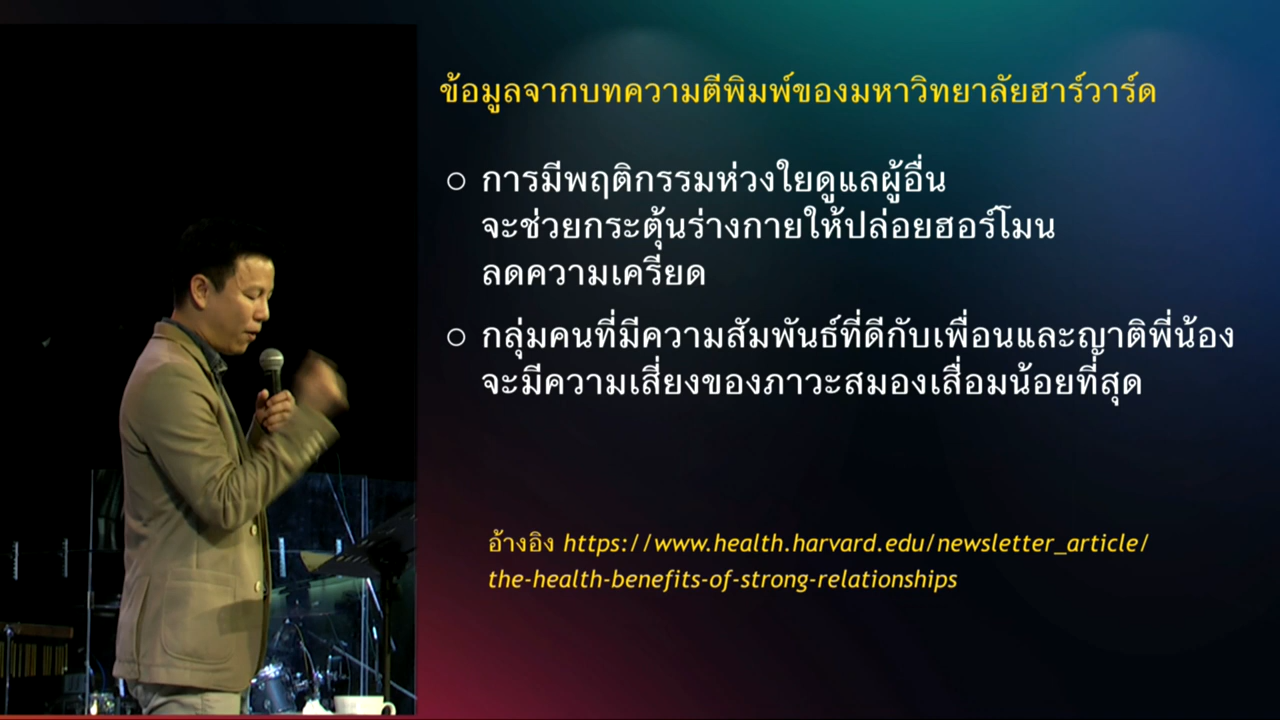 ข้อมูลจากบทความตีพิมพ์ของมหาวิทยาลัยฮาร์วาร์ด
○ การมีพฤติกรรมห่วงใยดูแลผู้อื่น
จะช่วยกระตุ้นร่างกายให้ปล่อยฮอร์โมน
ลดความเครียด
○ กลุ่มคนที่มีความสัมพันธ์ที่ดีกับเพื่อนและญาติพี่น้อง
จะมีความเสี่ยงของภาวะสมองเสื่อมน้อยที่สุด
อ้างอิง https://www.health.harvard.edu/newsletter_article/
the-health-benefits-of-strong-relationships